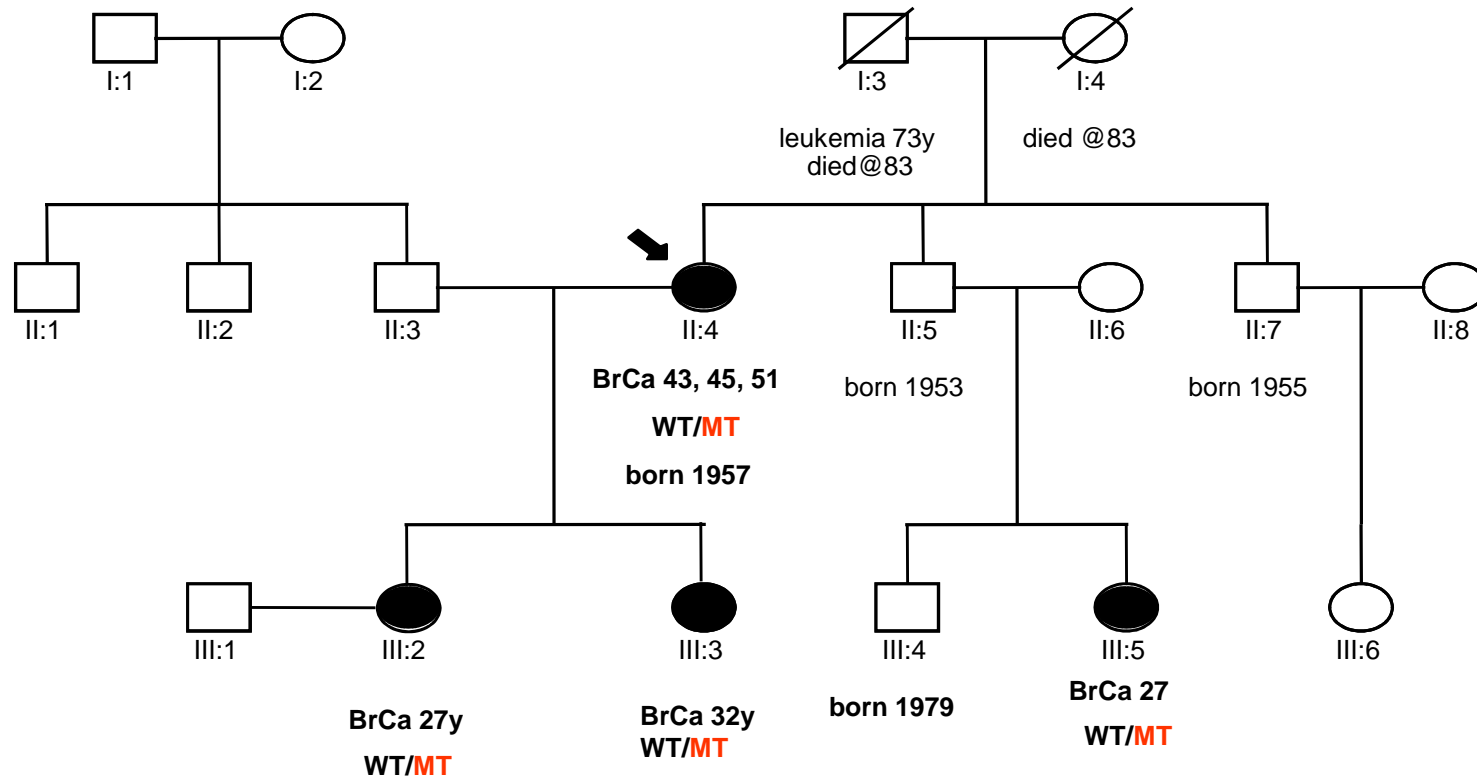 I:1
I:2
I:3
I:4
leukemia 73y
died@83
died @83
II:1
II:2
II:3
II:4
II:5
II:6
II:7
II:8
BrCa 43, 45, 51
WT/MT
born 1957
born 1953
born 1955
III:1
III:2
III:3
III:4
III:5
III:6
BrCa 27y
WT/MT
BrCa 32y
WT/MT
born 1979
BrCa 27
WT/MT